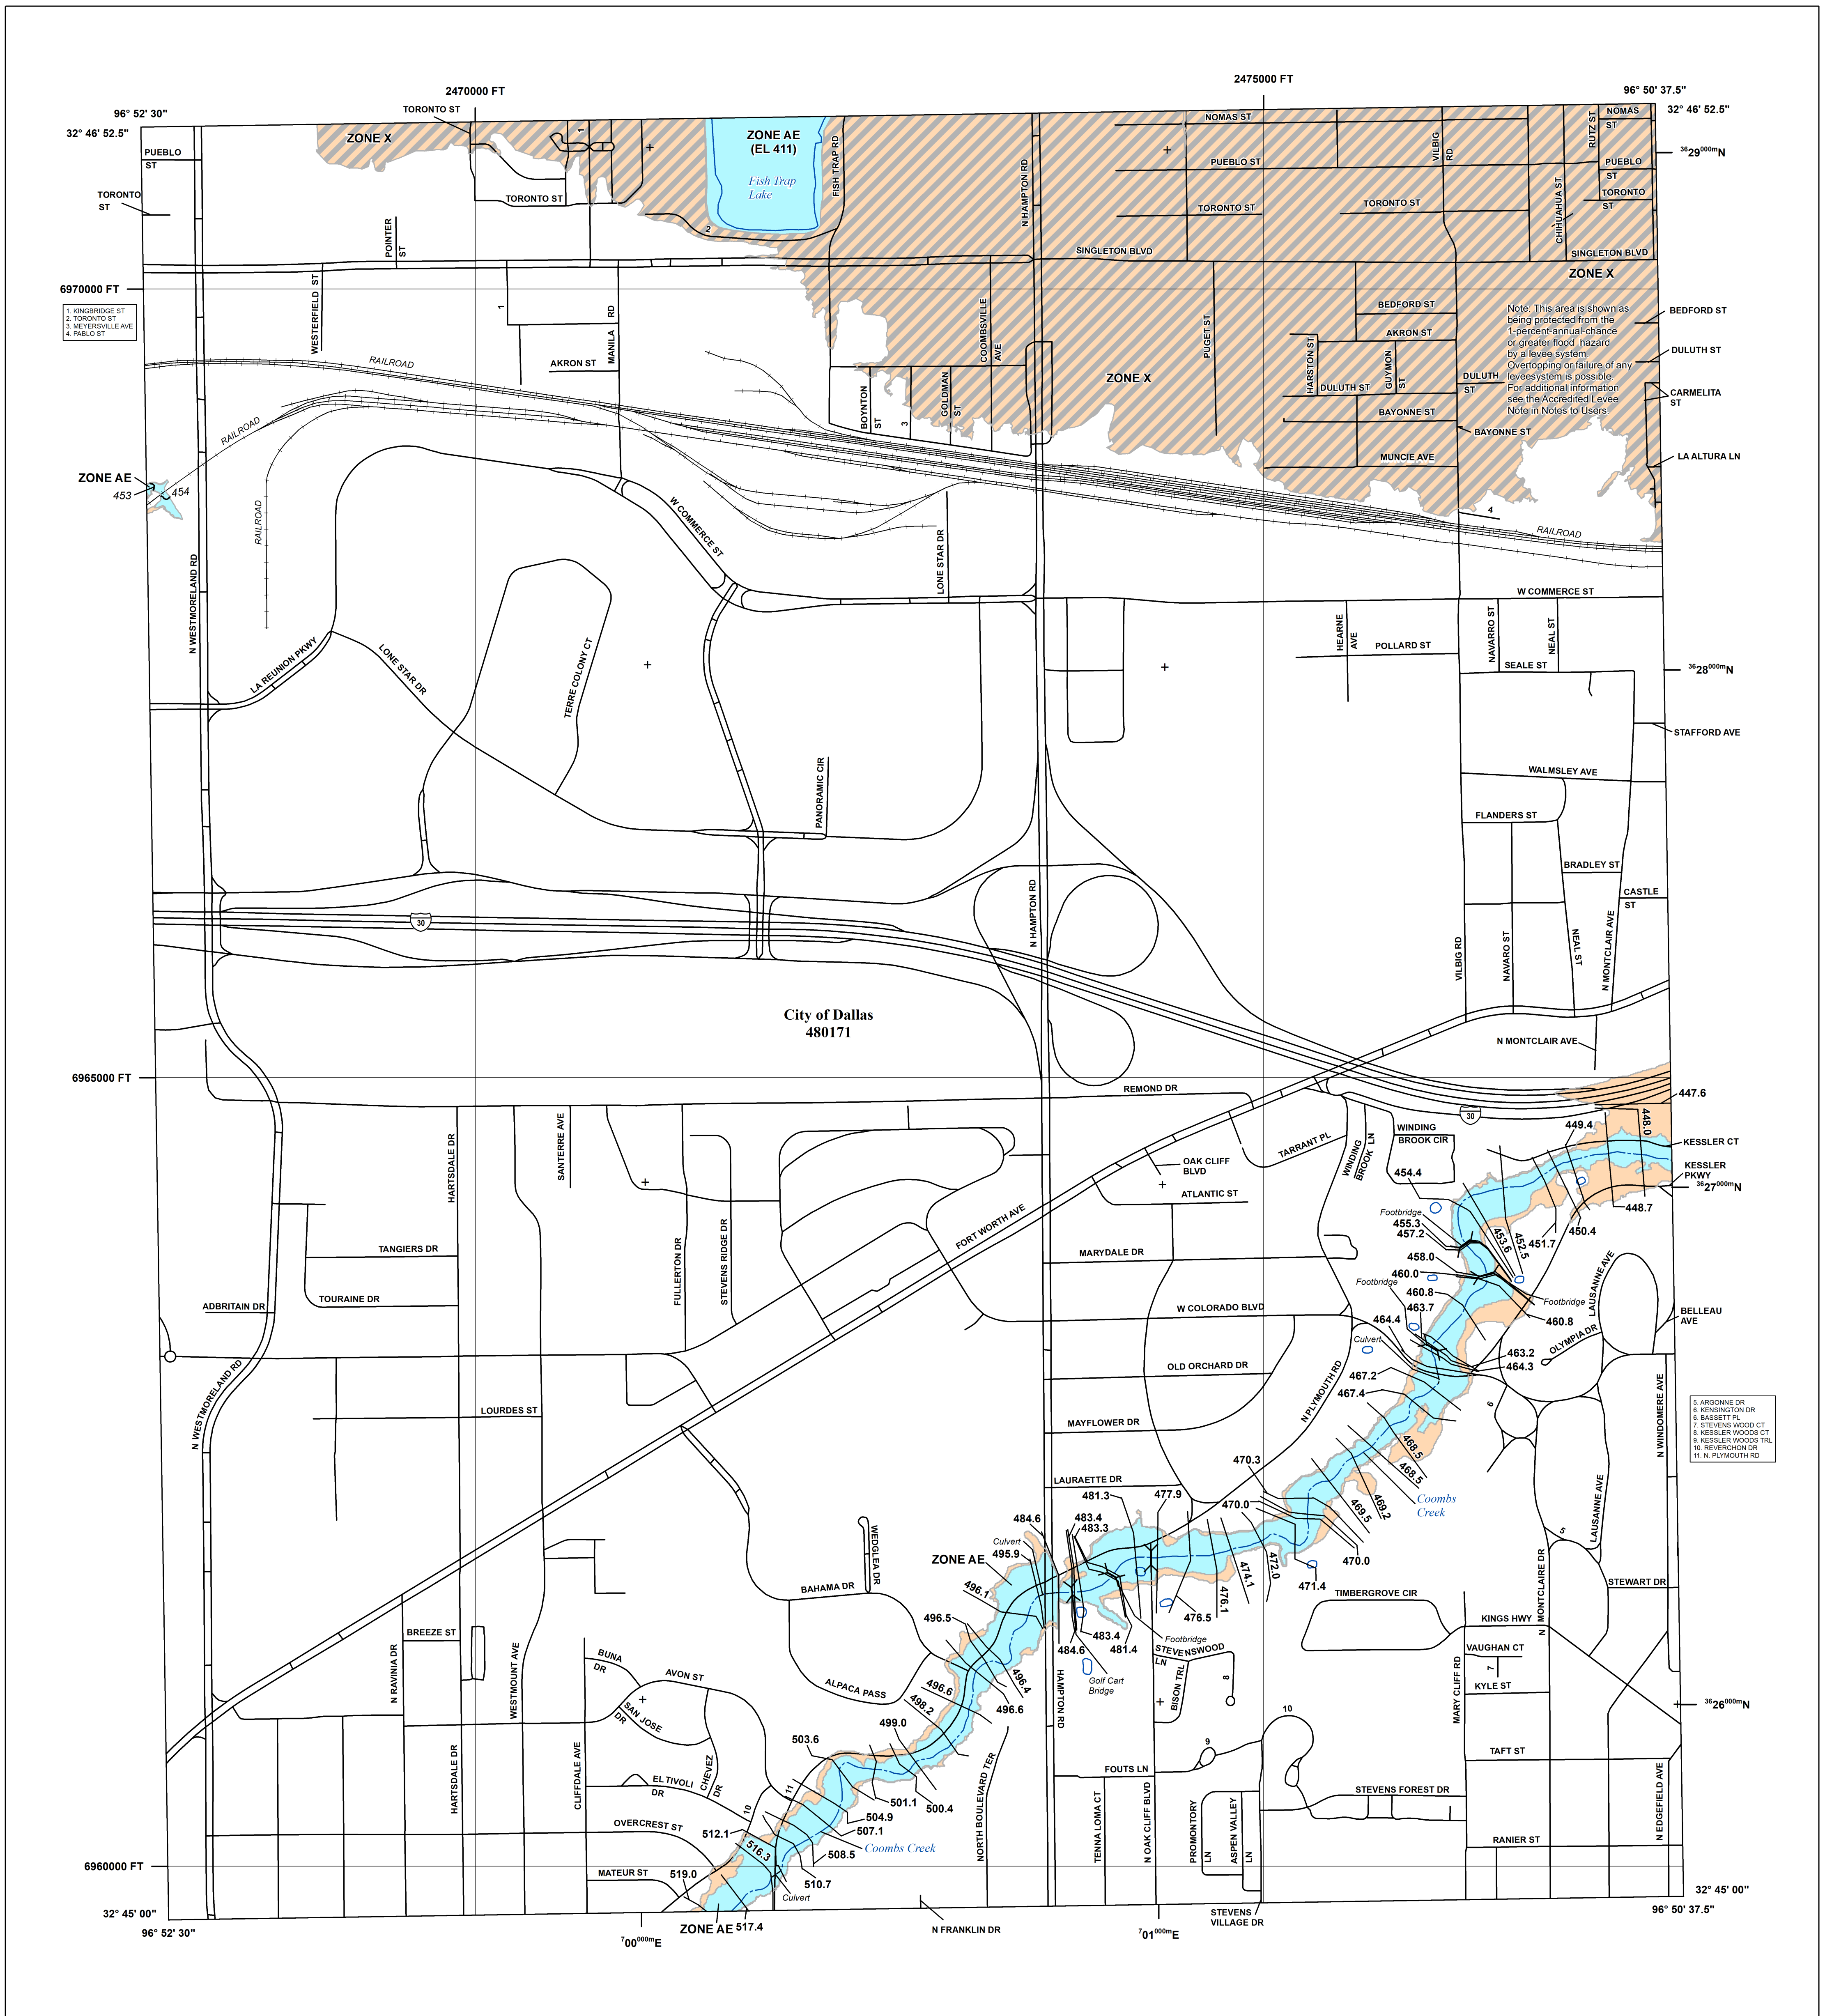 2470000 FT
2475000 FT
96° 52' 30"
32° 46' 52.5"
96° 50' 37.5"
32° 46' 52.5"
TORONTO ST
ZONE X
1
ZONE AE
(EL 411)
Fish Trap
Lake
FISH TRAP RD
N HAMPTON RD
NOMAS ST
VILBIG
RD
RUTZ ST
NOMAS
ST
3629000mN
PUEBLO
ST
PUEBLO ST
PUEBLO
ST
TORONTO
ST
TORONTO ST
TORONTO ST
TORONTO ST
TORONTO
ST
CHIHUAHUA ST
POINTER
ST
2
SINGLETON BLVD
SINGLETON BLVD
ZONE X
6970000 FT
1. KINGBRIDGE ST
2. TORONTO ST
3. MEYERSVILLE AVE
4. PABLO ST
WESTERFIELD ST
1
MANILA RD
AKRON ST
COOMBSVILLE
AVE
PUGET ST
BEDFORD ST
AKRON ST
HARSTON ST
GUYMON
ST
DULUTH ST
DULUTH
ST
BAYONNE ST
BAYONNE ST
MUNCIE AVE
Note: This area is shown as
being protected from the
1-percent-annual-chance
or greater flood hazard
by a levee system
Overtopping or failure of any
leveesystem is possible
For additional information
see the Accredited Levee
Note in Notes to Users
BEDFORD ST
DULUTH ST
CARMELITA
ST
LA ALTURA LN
RAILROAD
RAILROAD
RAILROAD
RAILROAD
ZONE X
BOYNTON
ST
3
GOLDMAN
ST
4
ZONE AE
453
454
N WESTMORELAND RD
W COMMERCE ST
LONE STAR DR
W COMMERCE ST
HEARNE
AVE
POLLARD ST
NAVARRO ST
NEAL ST
SEALE ST
3628000mN
STAFFORD AVE
LA REUNION PKWY
LONE STAR DR
TERRE COLONY CT
PANORAMIC CIR
WALMSLEY AVE
FLANDERS ST
BRADLEY ST
CASTLE
ST
VILBIG RD
NAVARO ST
NEAL ST
N MONTCLAIR AVE
N HAMPTON RD
30
City of Dallas
480171
N MONTCLAIR AVE
6965000 FT
REMOND DR
30
447.6
448.0
449.4
KESSLER CT
KESSLER
PKWY
3627000mN
HARTSDALE DR
SANTERRE AVE
FULLERTON DR
STEVENS RIDGE DR
TARRANT PL
WINDING
BROOK LN
WINDING
BROOK CIR
454.4
OAK CLIFF
BLVD
ATLANTIC ST
FORT WORTH AVE
MARYDALE DR
448.7
450.4
451.7
452.5
453.6
Footbridge
455.3
457.2
458.0
460.0
Footbridge
460.8
463.7
464.4
Culvert
Footbridge
460.8
LAUSANNE AVE
BELLEAU
AVE
OLYMPIA DR
463.2
464.3
TANGIERS DR
TOURAINE DR
ADBRITAIN DR
W COLORADO BLVD
OLD ORCHARD DR
N PLYMOUTH RD
467.2
467.4
N WESTMORELAND RD
LOURDES ST
MAYFLOWER DR
6
N WINDOMERE AVE
5. ARGONNE DR
6. KENSINGTON DR
6. BASSETT PL
7. STEVENS WOOD CT
8. KESSLER WOODS CT
9. KESSLER WOODS TRL
10. REVERCHON DR
11. N. PLYMOUTH RD
468.5
468.5
Coombs
Creek
469.2
469.5
470.3
470.0
LAURAETTE DR
481.3
477.9
484.6
483.4
483.3
Culvert
495.9
ZONE AE
496.1
WEDGLEA DR
BAHAMA DR
470.0
471.4
472.0
474.1
476.1
476.5
5
LAUSANNE AVE
STEWART DR
N MONTCLAIRE DR
TIMBERGROVE CIR
KINGS HWY
VAUGHAN CT
7
KYLE ST
MARY CLIFF RD
Footbridge
STEVENSWOOD
LN
BISON TRL
8
483.4
481.4
484.6
Golf Cart
Bridge
HAMPTON RD
496.5
496.4
496.6
496.6
498.2
499.0
ALPACA PASS
BREEZE ST
N RAVINIA DR
WESTMOUNT AVE
BUNA
DR
AVON ST
SAN JOSE
DR
CHEVEZ
DR
3626000mN
10
9
TAFT ST
FOUTS LN
STEVENS FOREST DR
RANIER ST
N EDGEFIELD AVE
503.6
501.1
500.4
504.9
507.1
508.5
510.7
Coombs Creek
11
10
HARTSDALE DR
CLIFFDALE AVE
EL TIVOLI
DR
OVERCREST ST
512.1
516.3
MATEUR ST
519.0
Culvert
NORTH BOULEVARD TER
TENNA LOMA CT
N OAK CLIFF BLVD
PROMONTORY
LN
ASPEN VALLEY
LN
6960000 FT
32° 45' 00"
96° 52' 30"
700000mE
ZONE AE
517.4
N FRANKLIN DR
701000mE
STEVENS
VILLAGE DR
32° 45' 00"
96° 50' 37.5"